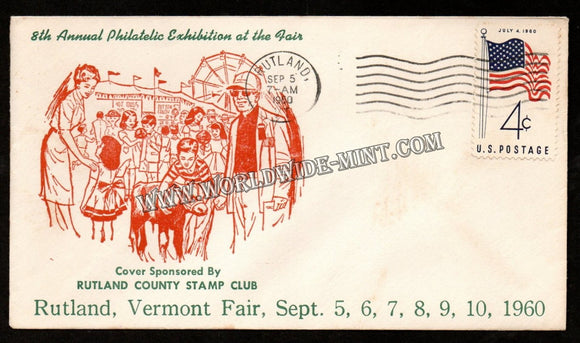 8th Annual Philatelic Exhibition at the Fair
RUTLAND,
SEP 5
7-AM
1960
JULY 4, 1960
4¢
U.S. POSTAGE
WWW.WORLDWIDE-MINT.COM
Cover Sponsored By
RUTLAND COUNTY STAMP CLUB
Rutland, Vermont Fair, Sept. 5, 6, 7, 8, 9, 10, 1960